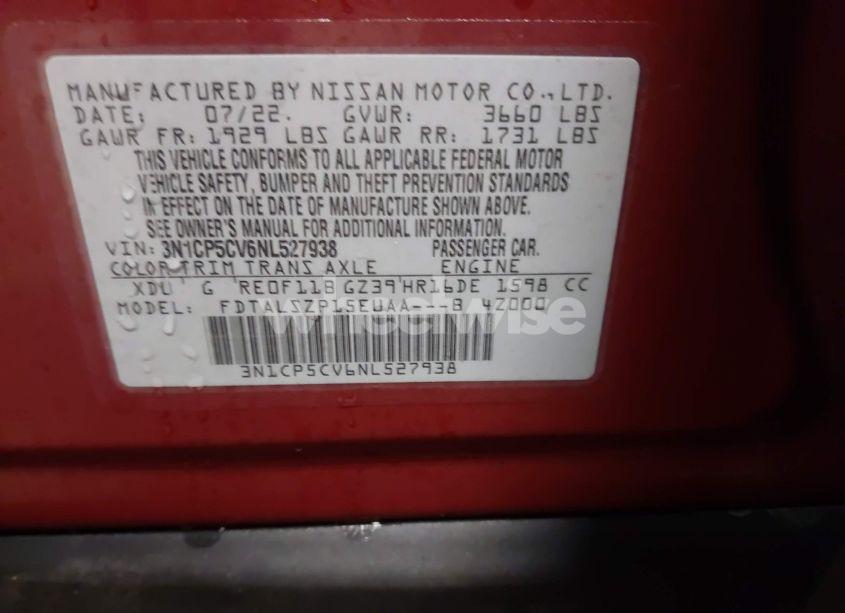 MANUFACTURED BY NISSAN MOTOR CO., LTD.
DATE: 07/22. GVWR: 3660 LBS
GAWR FR: 1929 LBS GAWR RR: 1731 LBS
THIS VEHICLE CONFORMS TO ALL APPLICABLE FEDERAL MOTOR
VEHICLE SAFETY, BUMPER AND THEFT PREVENTION STANDARDS
IN EFFECT ON THE DATE OF MANUFACTURE SHOWN ABOVE.
SEE OWNER'S MANUAL FOR ADDITIONAL INFORMATION.
VIN: 3N1CP5CV6NL527938 PASSENGER CAR.
COLOR TRIM TRANS AXLE ENGINE
XDU G RE0F11B GZ39 HR16DE 1598 CC
MODEL: FDTALSZP15EUAA---B 42000
wheelwise
3N1CP5CV6NL527938